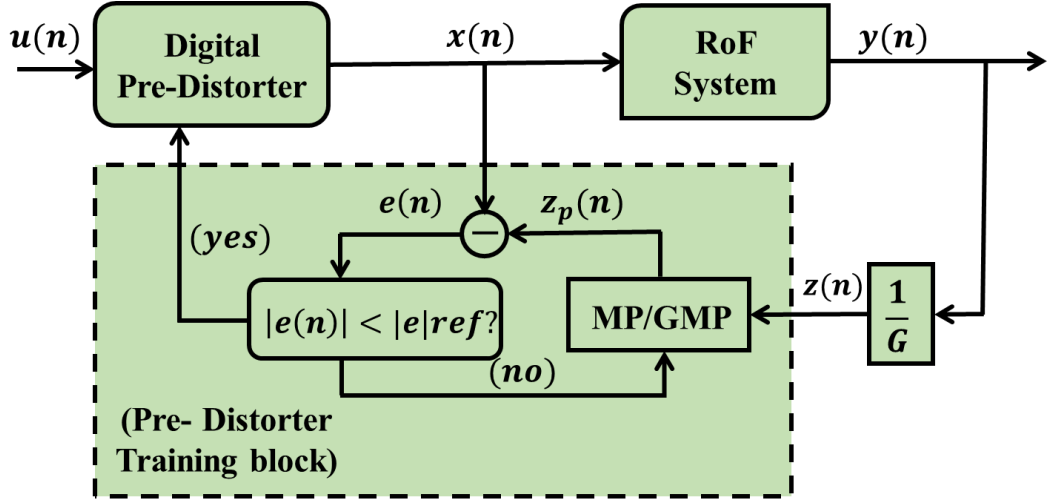 u(n)
Digital
Pre-Distorter
x(n)
RoF
System
y(n)
e(n)
z_p(n)
(yes)
|e(n)| < |e|ref?
MP/GMP
z(n)
1
G
(no)
(Pre- Distorter
Training block)